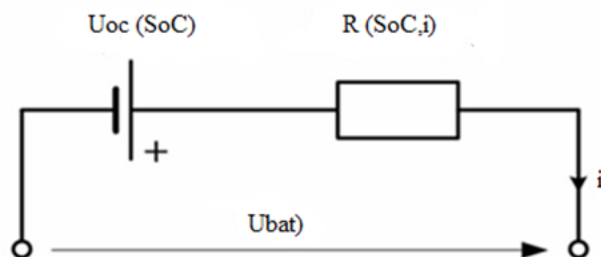 Uoc (SoC)
R (SoC,i)
+
i
Ubat)